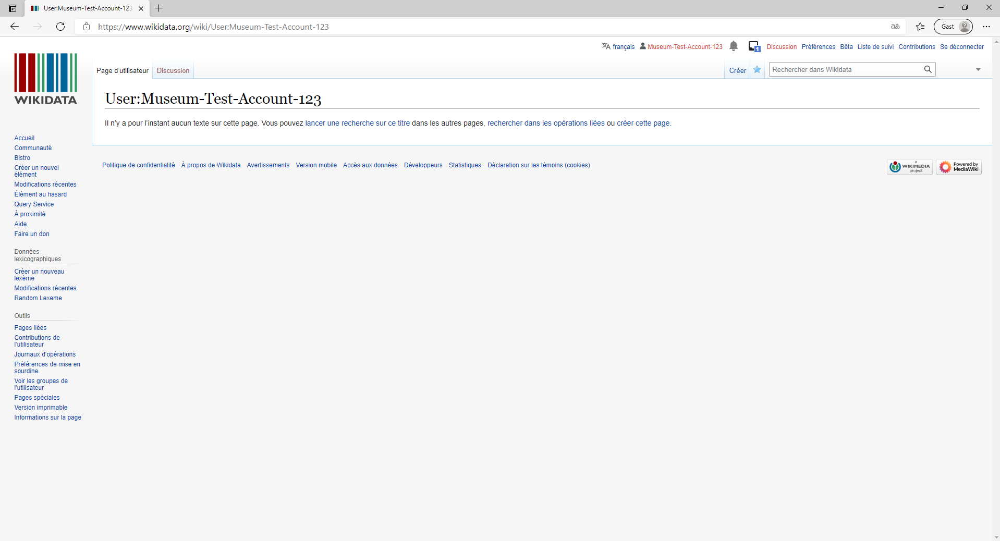 User:Museum-Test-Account-123
https://www.wikidata.org/wiki/User:Museum-Test-Account-123
aあ
Gast
français Museum-Test-Account-123 1 Discussion Préférences Bêta Liste de suivi Contributions Se déconnecter
WIKIDATA
Page d’utilisateur Discussion Créer Rechercher dans Wikidata
User:Museum-Test-Account-123
Il n’y a pour l’instant aucun texte sur cette page. Vous pouvez lancer une recherche sur ce titre dans les autres pages, rechercher dans les opérations liées ou créer cette page.
Accueil
Communauté
Bistro
Créer un nouvel
élément
Modifications récentes
Élément au hasard
Query Service
À proximité
Aide
Faire un don
Données
lexicographiques
Créer un nouveau
lexème
Modifications récentes
Random Lexeme
Outils
Pages liées
Contributions de
l’utilisateur
Journaux d’opérations
Préférences de mise en
sourdine
Voir les groupes de
l’utilisateur
Pages spéciales
Version imprimable
Informations sur la page
Politique de confidentialité À propos de Wikidata Avertissements Version mobile Accès aux données Développeurs Statistiques Déclaration sur les témoins (cookies)
a
WIKIMEDIA
project
Powered by
MediaWiki